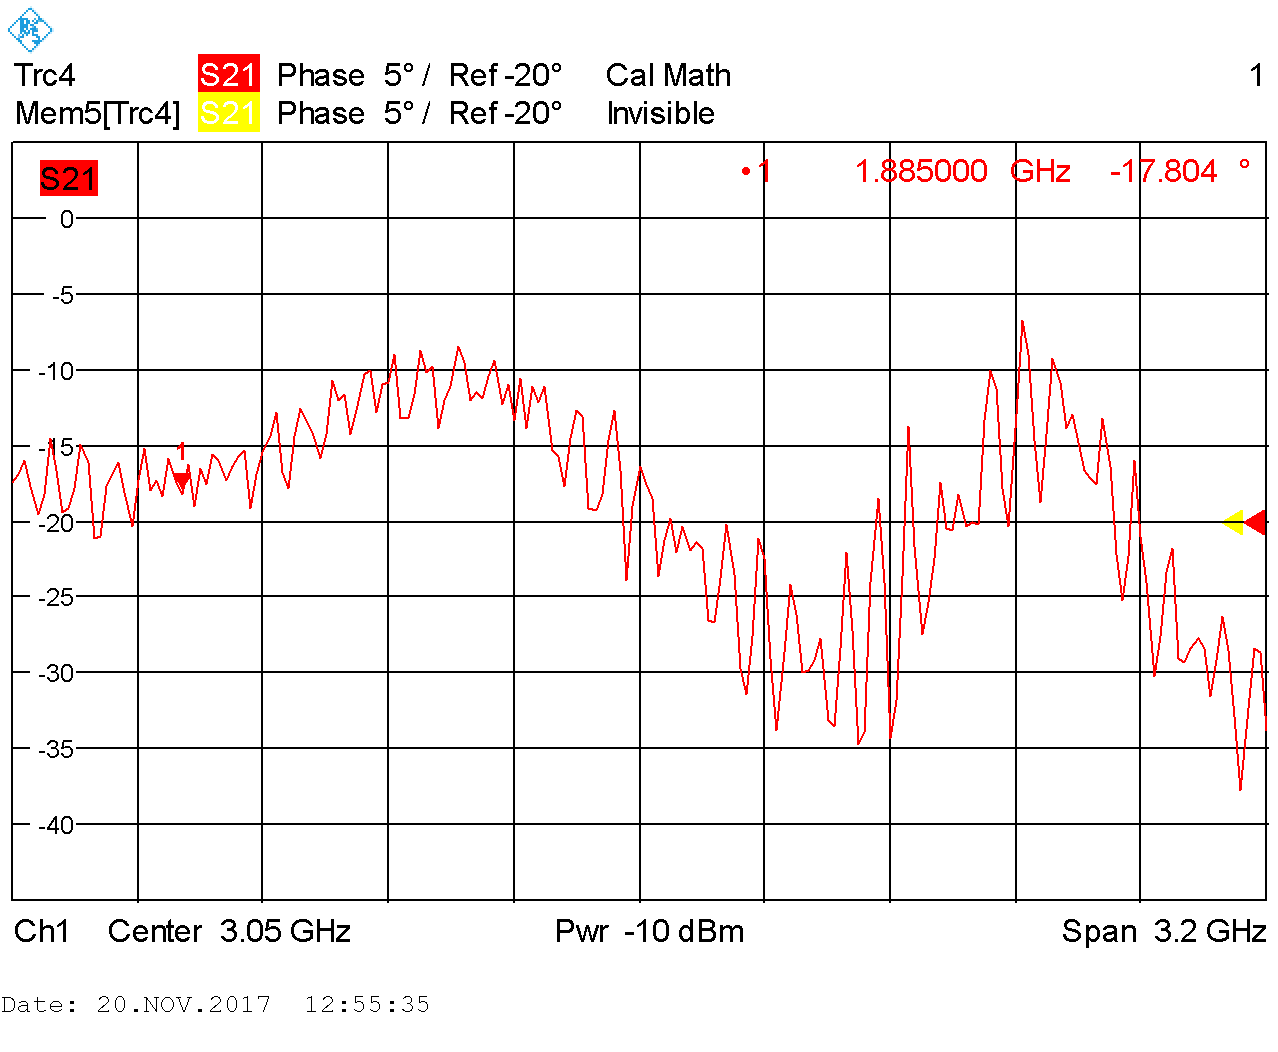 R&S
Trc4 S21 Phase 5° / Ref -20° Cal Math 1
Mem5[Trc4] S21 Phase 5° / Ref -20° Invisible
S21 •1 1.885000 GHz -17.804 °
0
-5
-10
-15
1
-20
-25
-30
-35
-40
Ch1 Center 3.05 GHz Pwr -10 dBm Span 3.2 GHz
Date: 20.NOV.2017 12:55:35